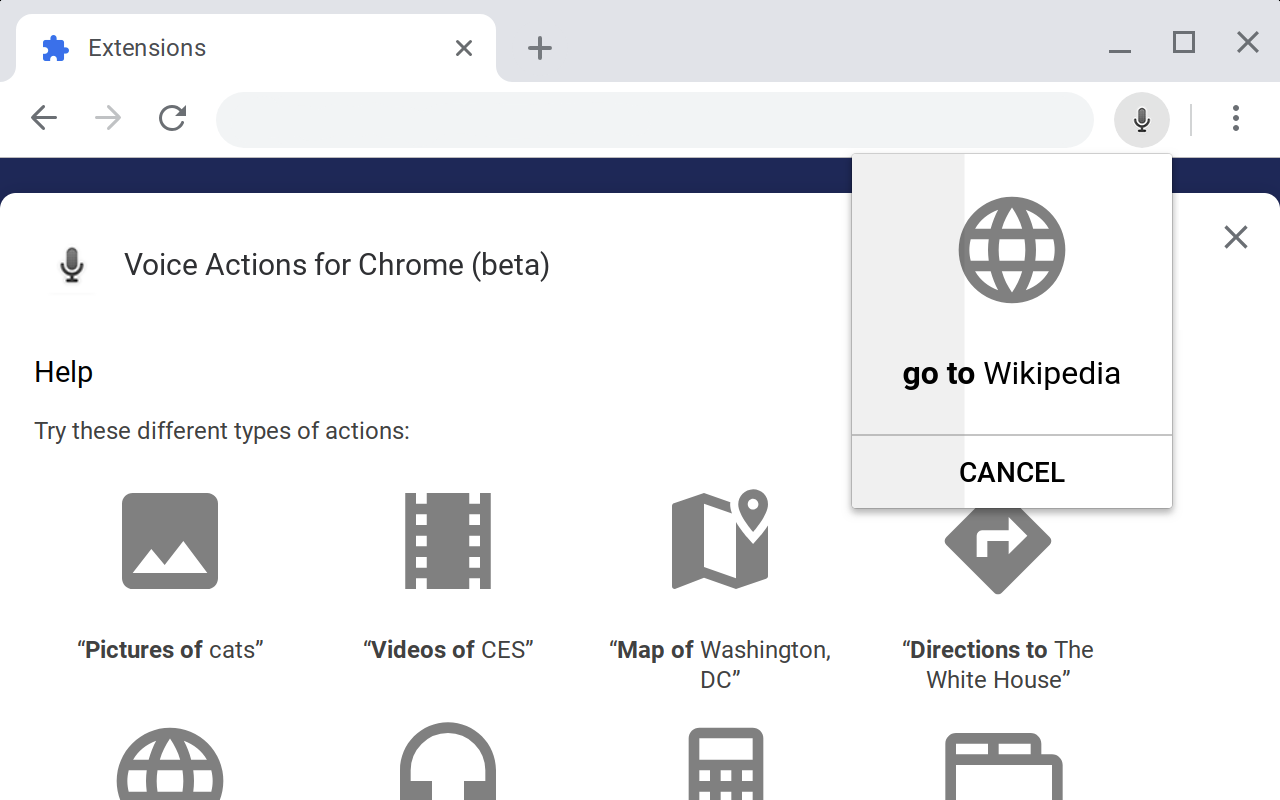 Extensions
Voice Actions for Chrome (beta)
go to Wikipedia
CANCEL
Help
Try these different types of actions:
“Pictures of cats”
“Videos of CES”
“Map of Washington,
DC”
“Directions to The
White House”